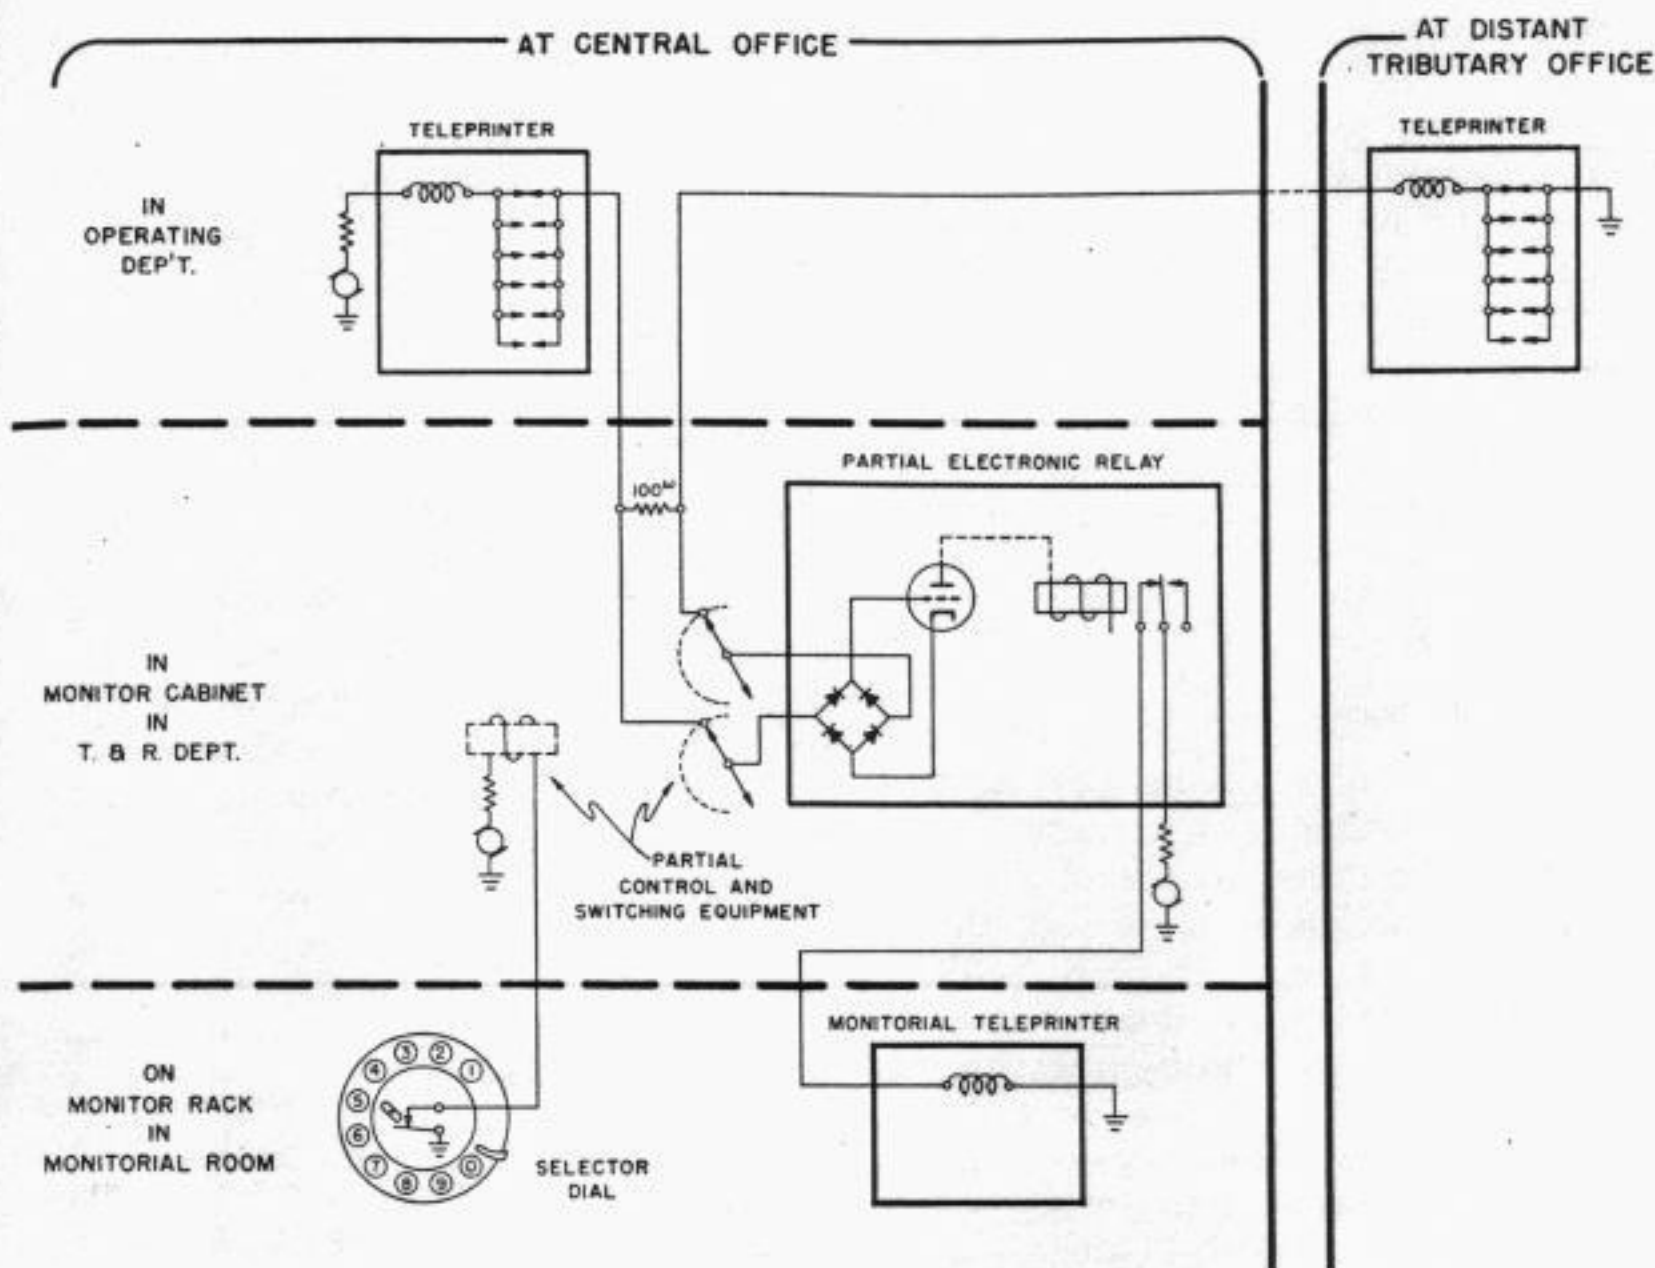 AT CENTRAL OFFICE
AT DISTANT
TRIBUTARY OFFICE
TELEPRINTER
TELEPRINTER
IN
OPERATING
DEP'T.
PARTIAL ELECTRONIC RELAY
100ω
IN
MONITOR CABINET
IN
T. & R. DEPT.
PARTIAL
CONTROL AND
SWITCHING EQUIPMENT
MONITORIAL TELEPRINTER
ON
MONITOR RACK
IN
MONITORIAL ROOM
1
2
3
4
5
6
7
8
9
0
SELECTOR
DIAL